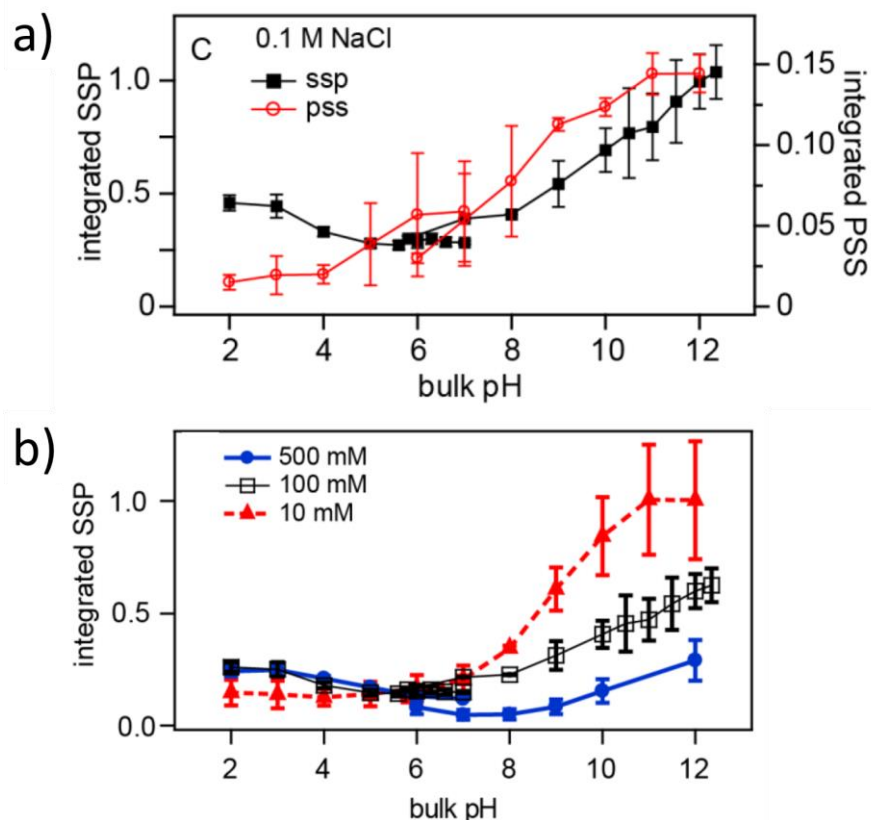 a)
C 0.1 M NaCl
ssp
pss
integrated SSP
1.0
0.5
0
0.15
0.10
0.05
0
integrated PSS
2 4 6 8 10 12
bulk pH
b)
500 mM
100 mM
10 mM
integrated SSP
1.0
0.5
0.0
2 4 6 8 10 12
bulk pH